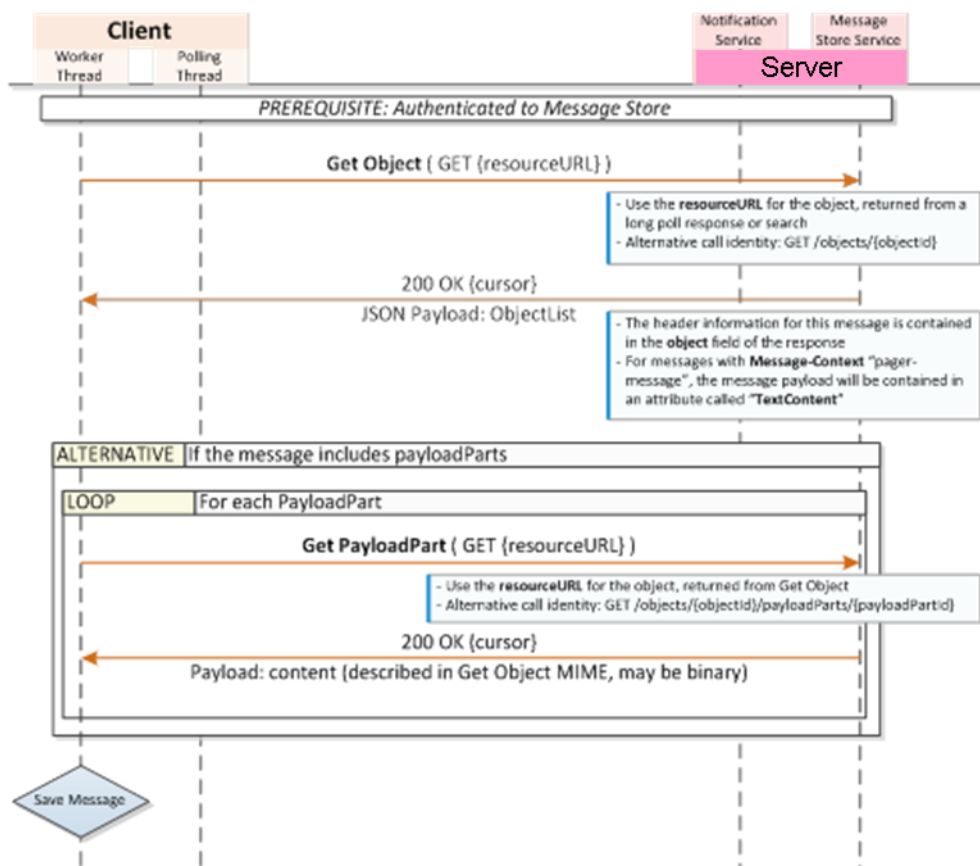 Client
Worker
Thread
Polling
Thread
Notification
Service
Message
Store Service
Server
PREREQUISITE: Authenticated to Message Store
Get Object ( GET {resourceURL} )
- Use the resourceURL for the object, returned from a
long poll response or search
- Alternative call identity: GET /objects/{objectId}
200 OK {cursor}
JSON Payload: ObjectList
- The header information for this message is contained
in the object field of the response
- For messages with Message-Context "pager-
message", the message payload will be contained in
an attribute called "TextContent"
ALTERNATIVE If the message includes payloadParts
LOOP For each PayloadPart
Get PayloadPart ( GET {resourceURL} )
- Use the resourceURL for the object, returned from Get Object
- Alternative call identity: GET /objects/{objectId}/payloadParts/{payloadPartId}
200 OK {cursor}
Payload: content (described in Get Object MIME, may be binary)
Save Message